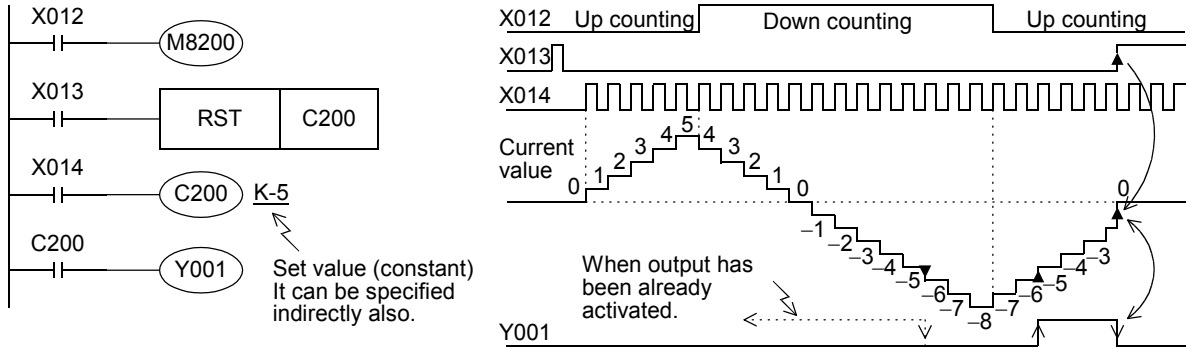 X012
M8200
X013
RST
C200
X014
C200
K-5
C200
Y001
Set value (constant)
It can be specified
indirectly also.
X012
Up counting
Down counting
Up counting
X013
X014
Current
value
0
1
2
3
4
5
4
3
2
1
0
–1
–2
–3
–4
–5
–6
–7
–8
–7
–6
–5
–4
–3
0
When output has
been already
activated.
Y001